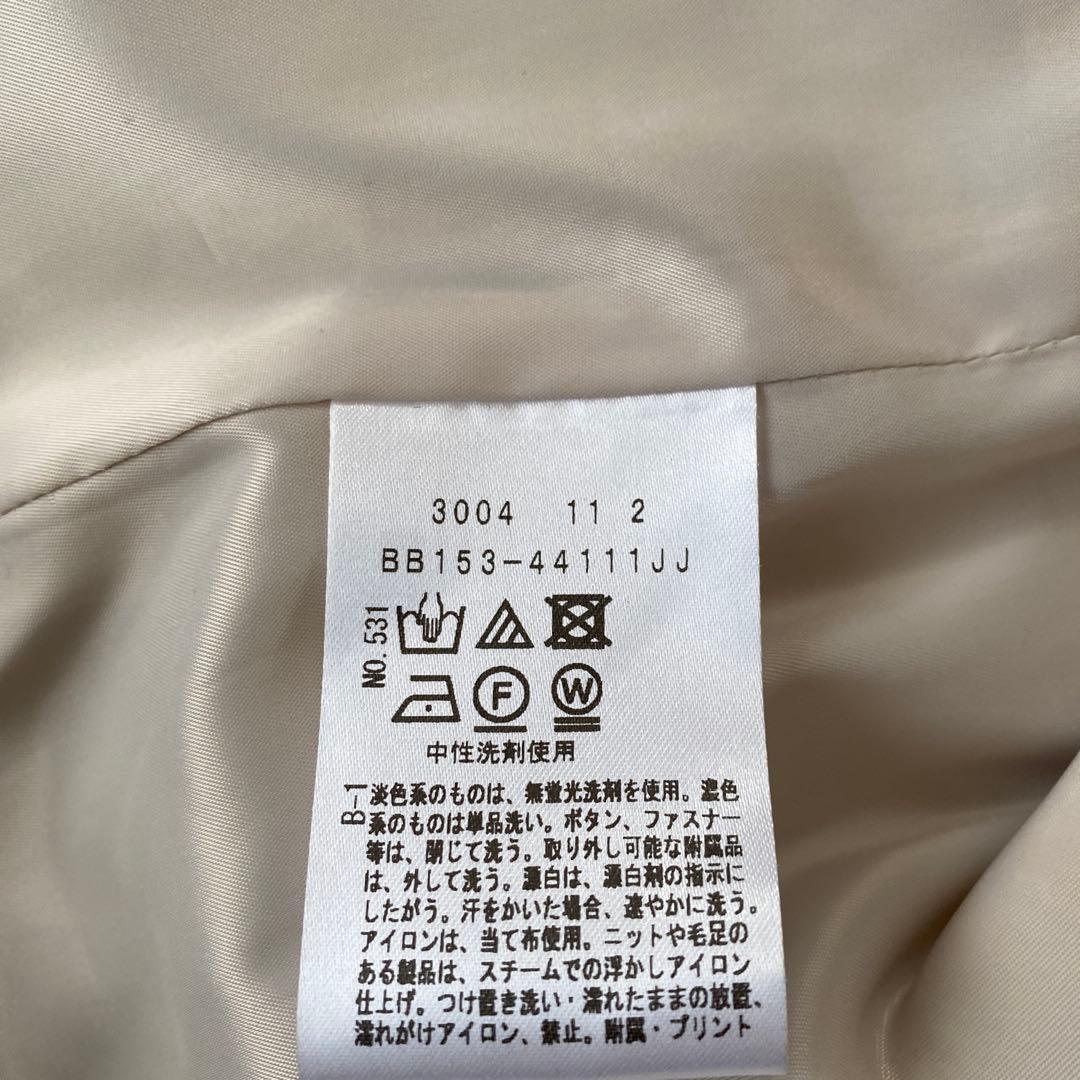 3004 11 2
BB153-44111JJ
NO.531
F W
中性洗剤使用
B-1
淡色系のものは、無蛍光洗剤を使用。濃色
系のものは単品洗い。ボタン、ファスナー
等は、閉じて洗う。取り外し可能な附属品
は、外して洗う。漂白は、漂白剤の指示に
したがう。汗をかいた場合、速やかに洗う。
アイロンは、当て布使用。ニットや毛足の
ある製品は、スチームでの浮かしアイロン
仕上げ。つけ置き洗い・濡れたままの放置、
濡れがけアイロン、禁止。附属・プリント